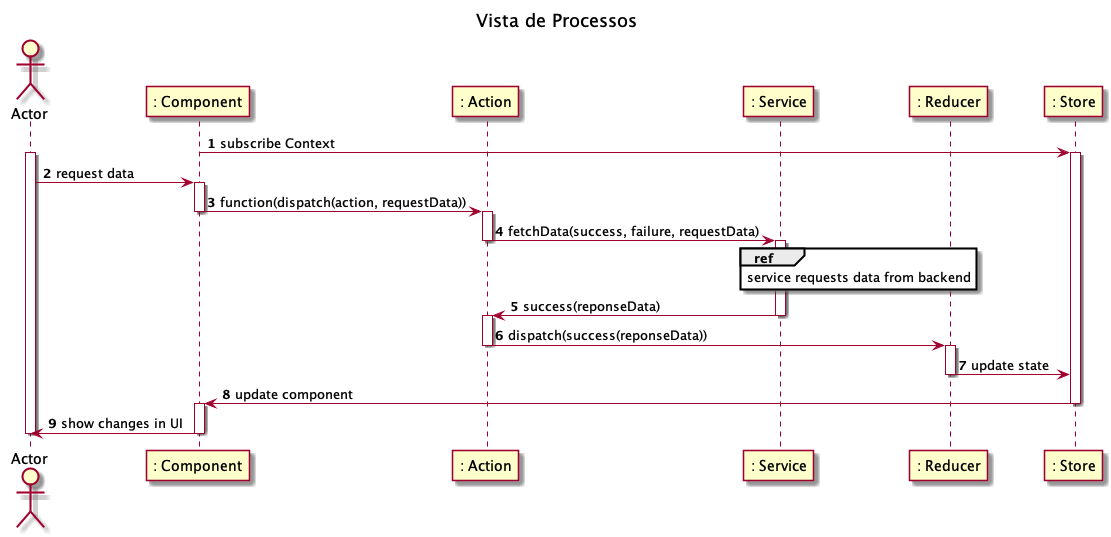 Vista de Processos
Actor
: Component
: Action
: Service
: Reducer
: Store
1 subscribe Context
2 request data
3 function(dispatch(action, requestData))
4 fetchData(success, failure, requestData)
ref
service requests data from backend
5 success(reponseData)
6 dispatch(success(reponseData))
7 update state
8 update component
9 show changes in UI
Actor
: Component
: Action
: Service
: Reducer
: Store